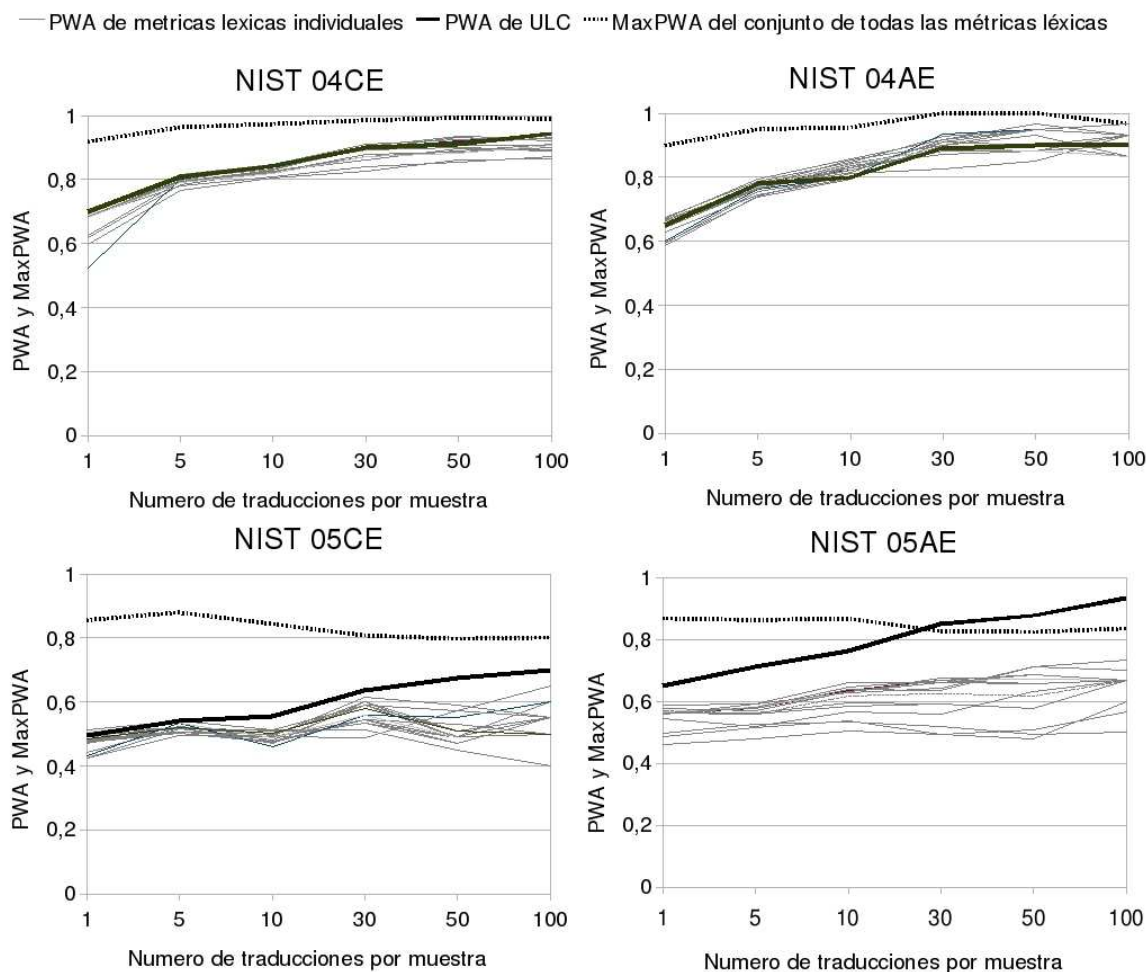 PWA de metricas lexicas individuales PWA de ULC MaxPWA del conjunto de todas las métricas léxicas
NIST 04CE
PWA y MaxPWA
1
0,8
0,6
0,4
0,2
0
1 5 10 30 50 100
Numero de traducciones por muestra
NIST 04AE
PWA y MaxPWA
1
0,8
0,6
0,4
0,2
0
1 5 10 30 50 100
Numero de traducciones por muestra
NIST 05CE
PWA y MaxPWA
1
0,8
0,6
0,4
0,2
0
1 5 10 30 50 100
Numero de traducciones por muestra
NIST 05AE
PWA y MaxPWA
1
0,8
0,6
0,4
0,2
0
1 5 10 30 50 100
Numero de traducciones por muestra